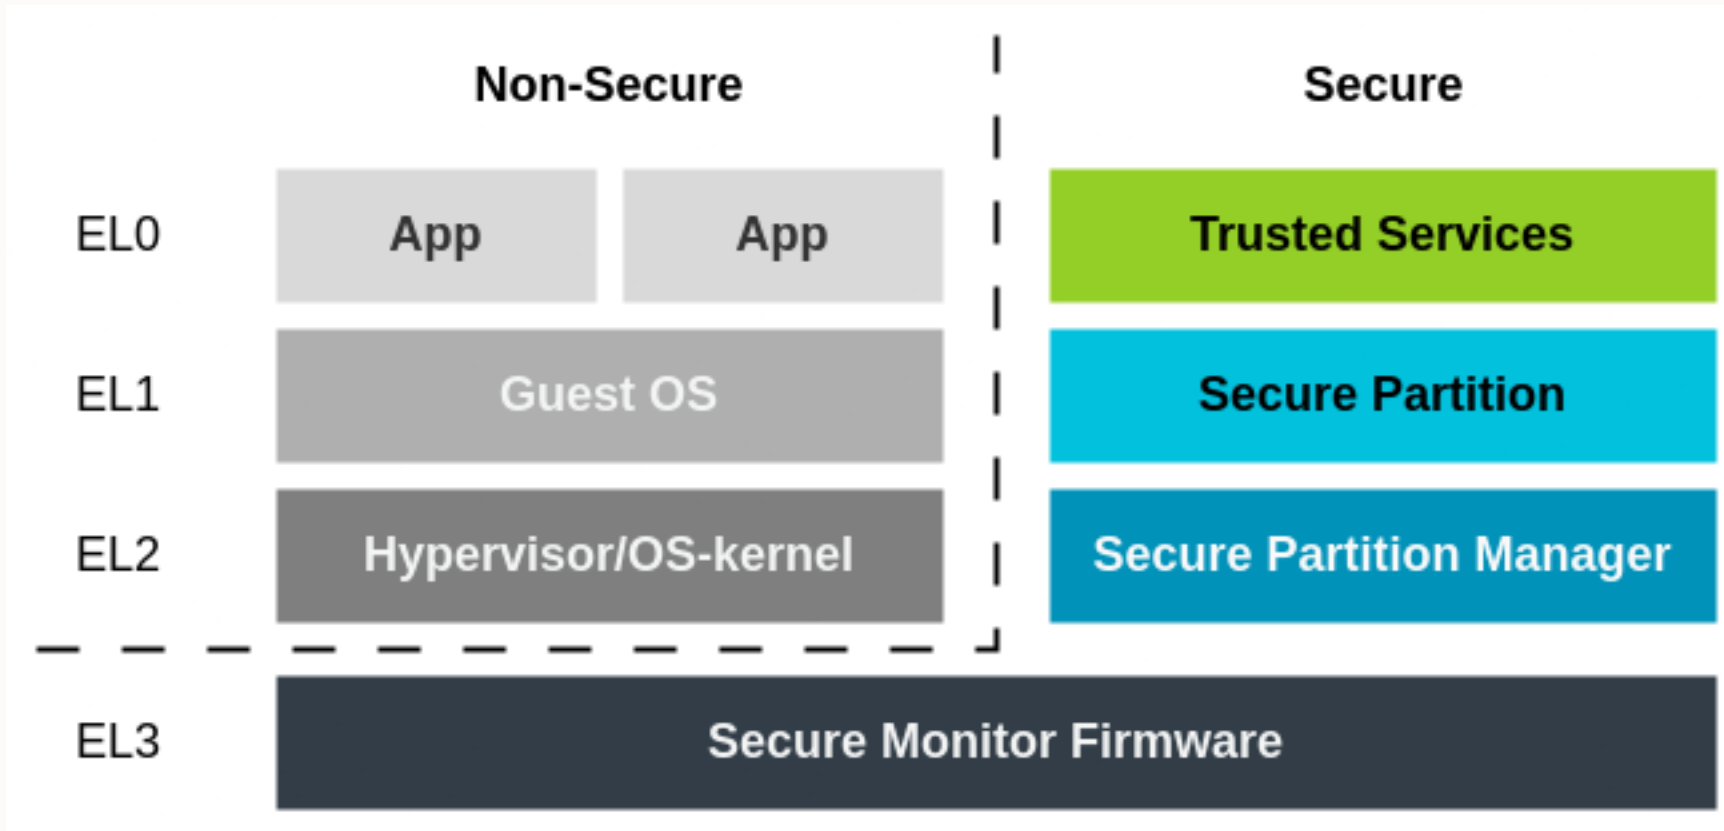 Non-Secure
Secure
EL0
App
App
Trusted Services
EL1
Guest OS
Secure Partition
EL2
Hypervisor/OS-kernel
Secure Partition Manager
EL3
Secure Monitor Firmware